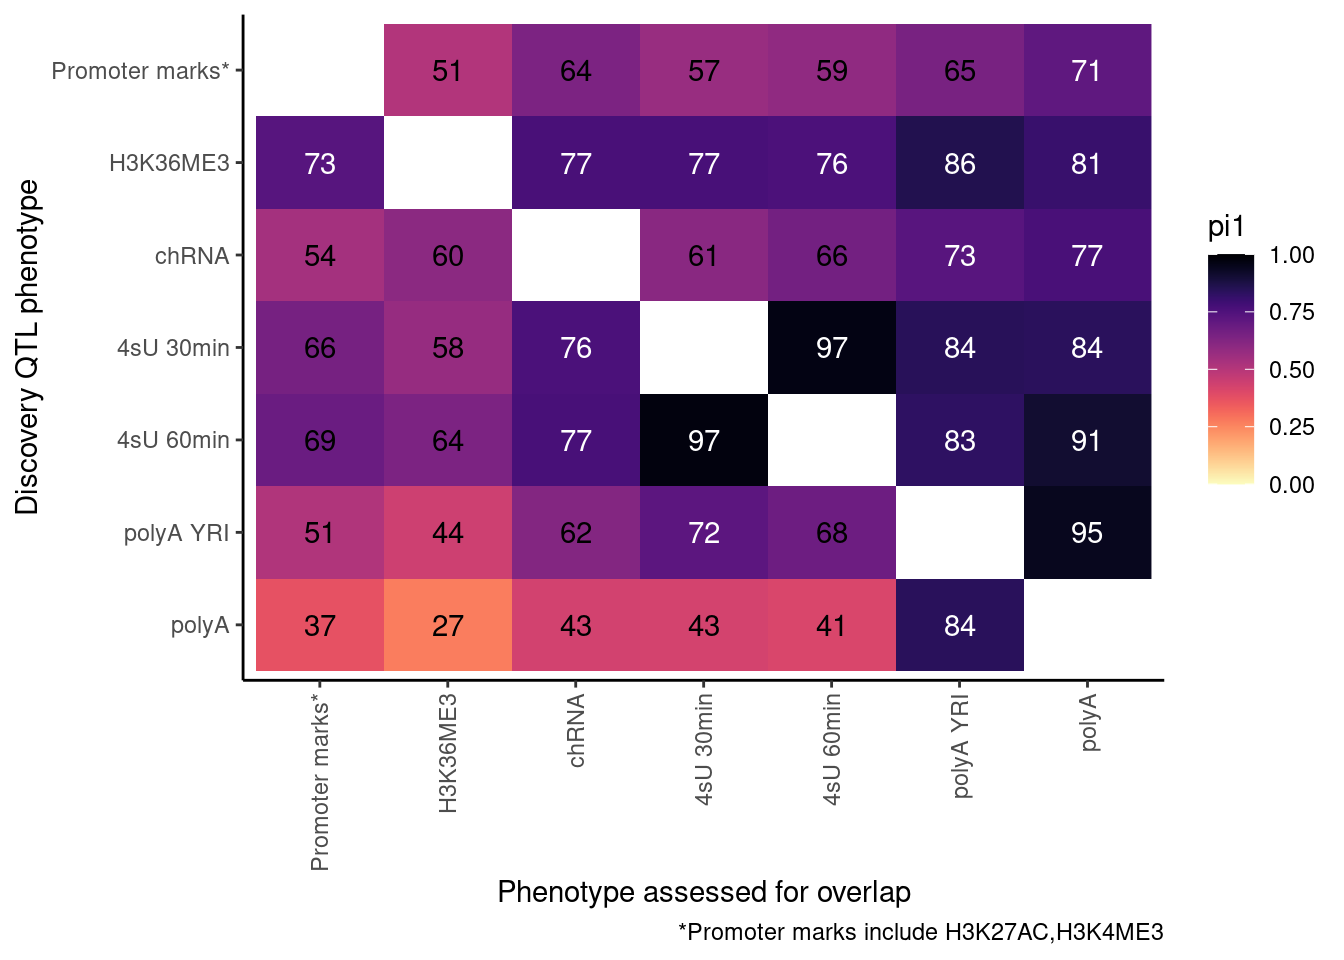 Discovery QTL phenotype
Promoter marks* 51 64 57 59 65 71
H3K36ME3 73 77 77 76 86 81
chRNA 54 60 61 66 73 77
4sU 30min 66 58 76 97 84 84
4sU 60min 69 64 77 97 83 91
polyA YRI 51 44 62 72 68 95
polyA 37 27 43 43 41 84
Promoter marks*
H3K36ME3
chRNA
4sU 30min
4sU 60min
polyA YRI
polyA
Phenotype assessed for overlap
*Promoter marks include H3K27AC,H3K4ME3
pi1
1.00
0.75
0.50
0.25
0.00